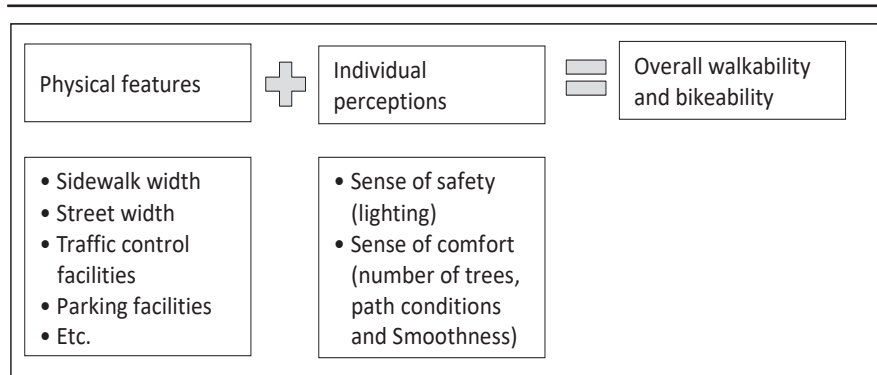 Physical features
Individual
perceptions
Overall walkability
and bikeability
• Sidewalk width
• Street width
• Traffic control
facilities
• Parking facilities
• Etc.
• Sense of safety
(lighting)
• Sense of comfort
(number of trees,
path conditions
and Smoothness)